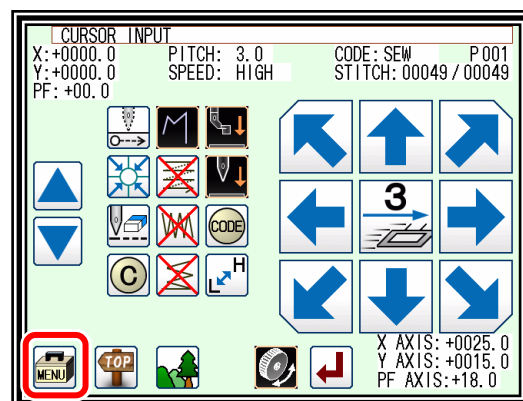 CURSOR INPUT
X:+0000.0 PITCH: 3.0 CODE: SEW P001
Y:+0000.0 SPEED: HIGH STITCH: 00049/00049
PF: +00.0
CODE
3
C
L H
MENU
TOP
X AXIS: +0025.0
Y AXIS: +0015.0
PF AXIS:+18.0